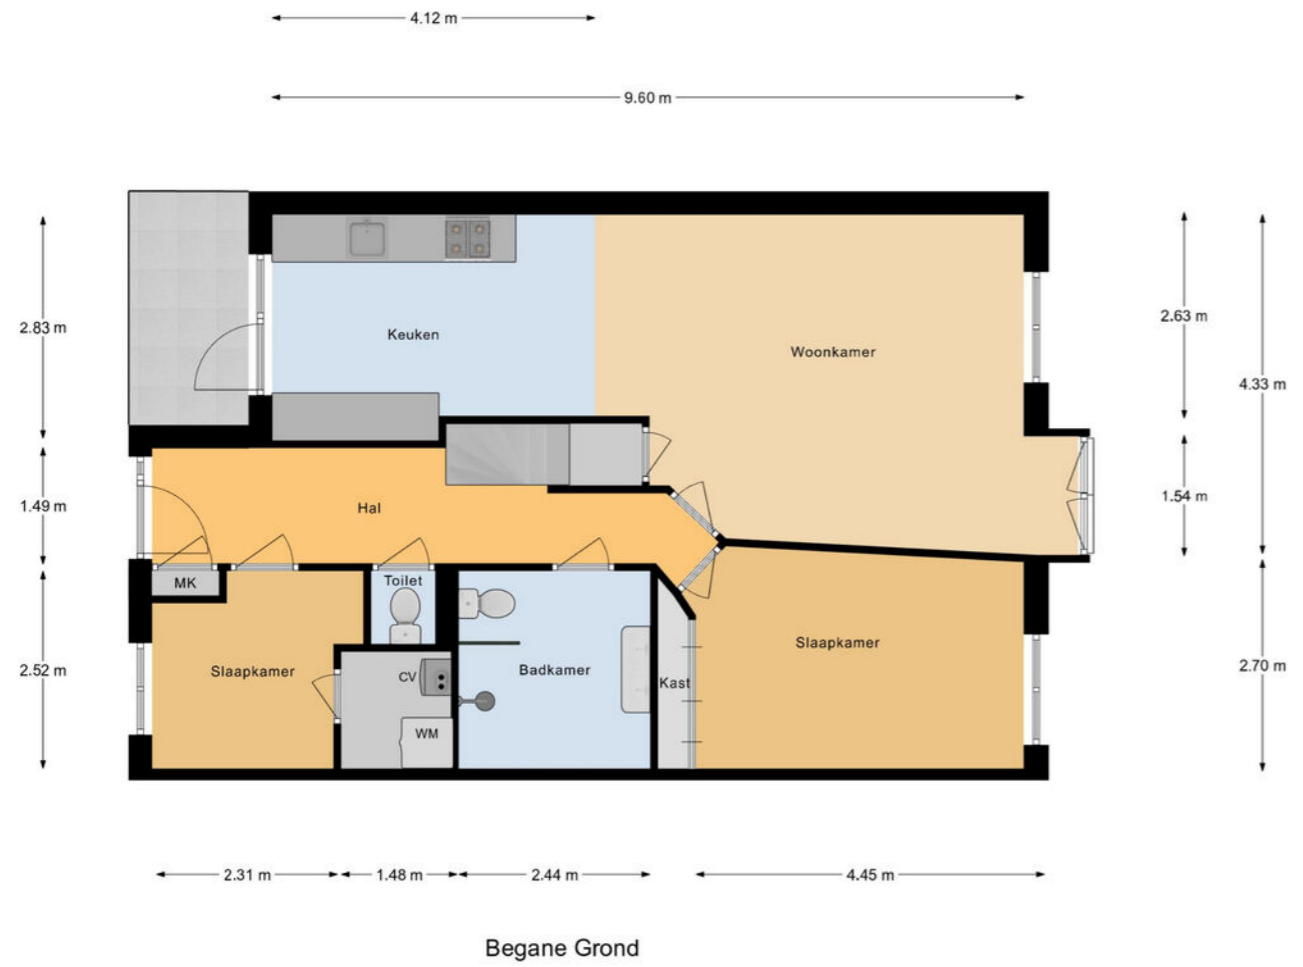 4.12 m
9.60 m
2.83 m
2.63 m
Keuken
Woonkamer
4.33 m
1.49 m
Hal
1.54 m
MK
Toilet
Slaapkamer
2.52 m
Slaapkamer
CV
Badkamer
Kast
2.70 m
WM
2.31 m
1.48 m
2.44 m
4.45 m
Begane Grond